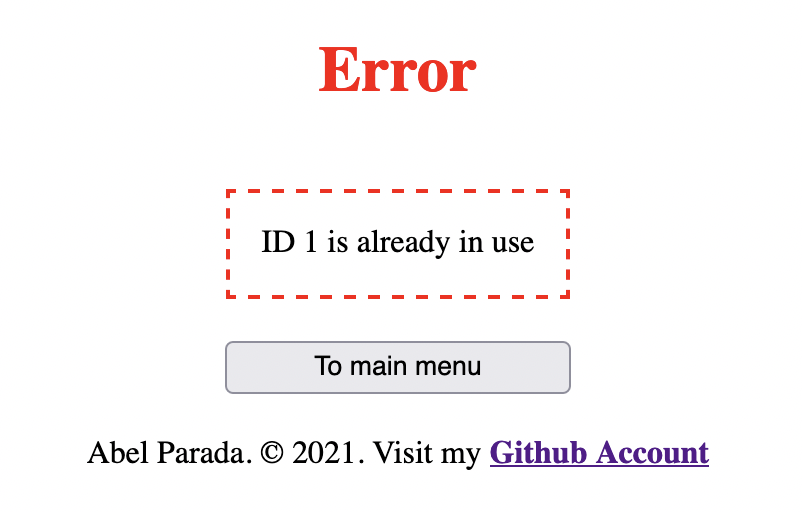 Error
ID 1 is already in use
To main menu
Abel Parada. © 2021. Visit my Github Account